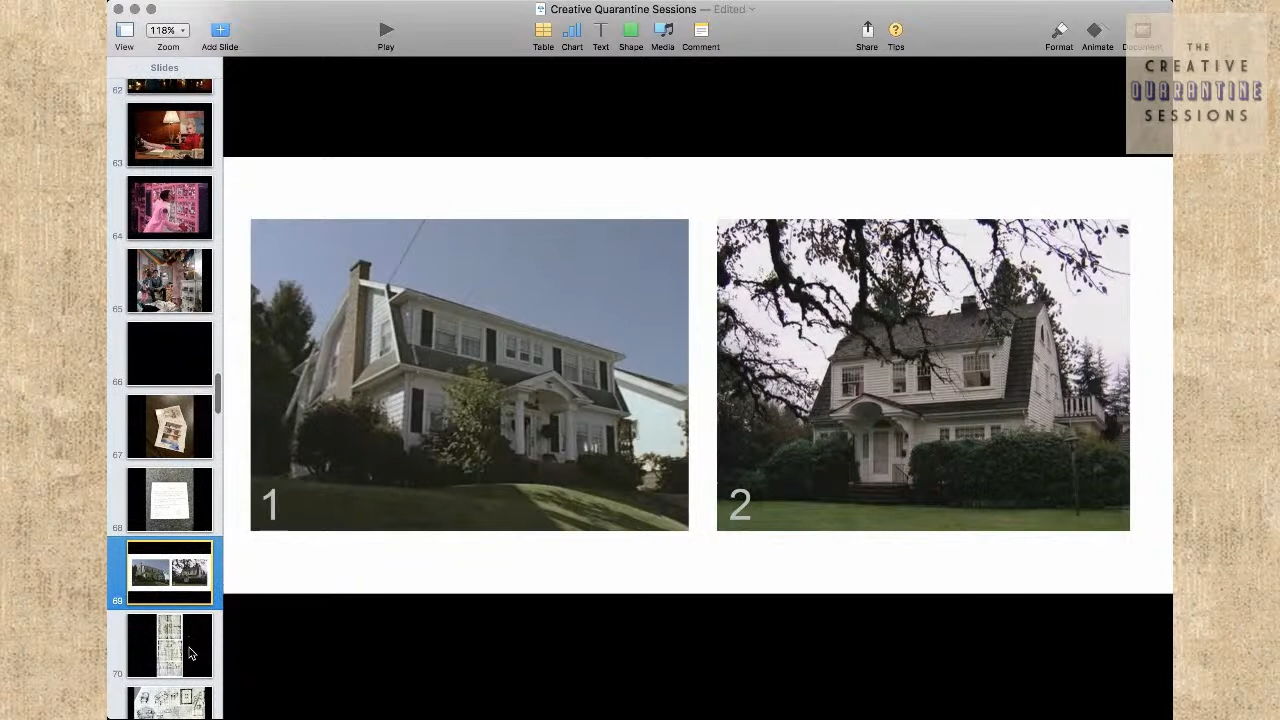 Creative Quarantine Sessions — Edited
118%
View
Zoom
Add Slide
Play
Table
Chart
Text
Shape
Media
Comment
Share
Tips
Format
Animate
Document
THE
CREATIVE
QUARANTINE
SESSIONS
Slides
62
63
64
65
66
67
68
69
70
1
2